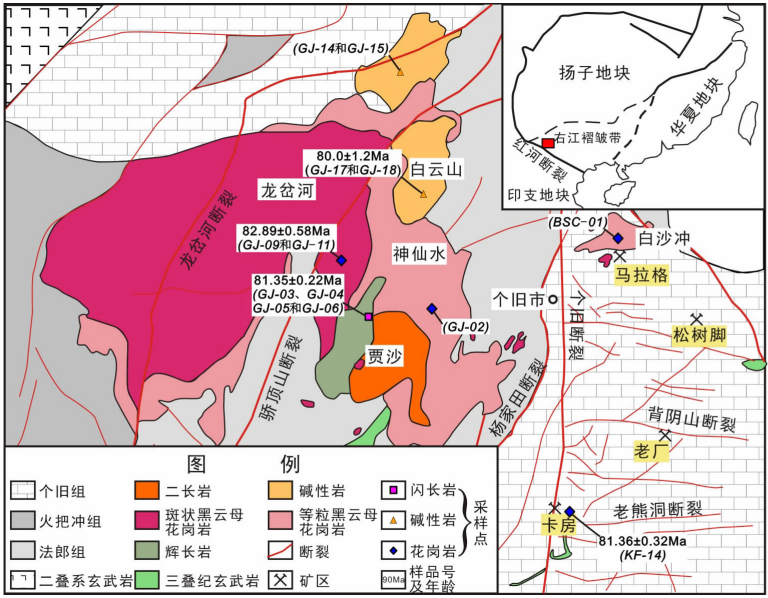 (GJ-14和GJ-15)
80.0±1.2Ma
(GJ-17和GJ-18)
白云山
龙岔河
龙岔河断裂
82.89±0.58Ma
(GJ-09和GJ-11)
神仙水
81.35±0.22Ma
(GJ-03、GJ-04
GJ-05和GJ-06)
(GJ-02)
贾沙
骄顶山断裂
杨家田断裂
扬子地块
华夏地块
右江褶皱带
红河断裂
印支地块
(BSC-01)
白沙冲
马拉格
个旧市
个旧断裂
松树脚
背阴山断裂
老厂
老熊洞断裂
卡房
81.36±0.32Ma
(KF-14)
图 例
个旧组
二长岩
碱性岩
闪长岩
火把冲组
斑状黑云母
花岗岩
等粒黑云母
花岗岩
碱性岩
法郎组
辉长岩
断裂
花岗岩
采样点
二叠系玄武岩
三叠纪玄武岩
矿区
90Ma
样品号
及年龄